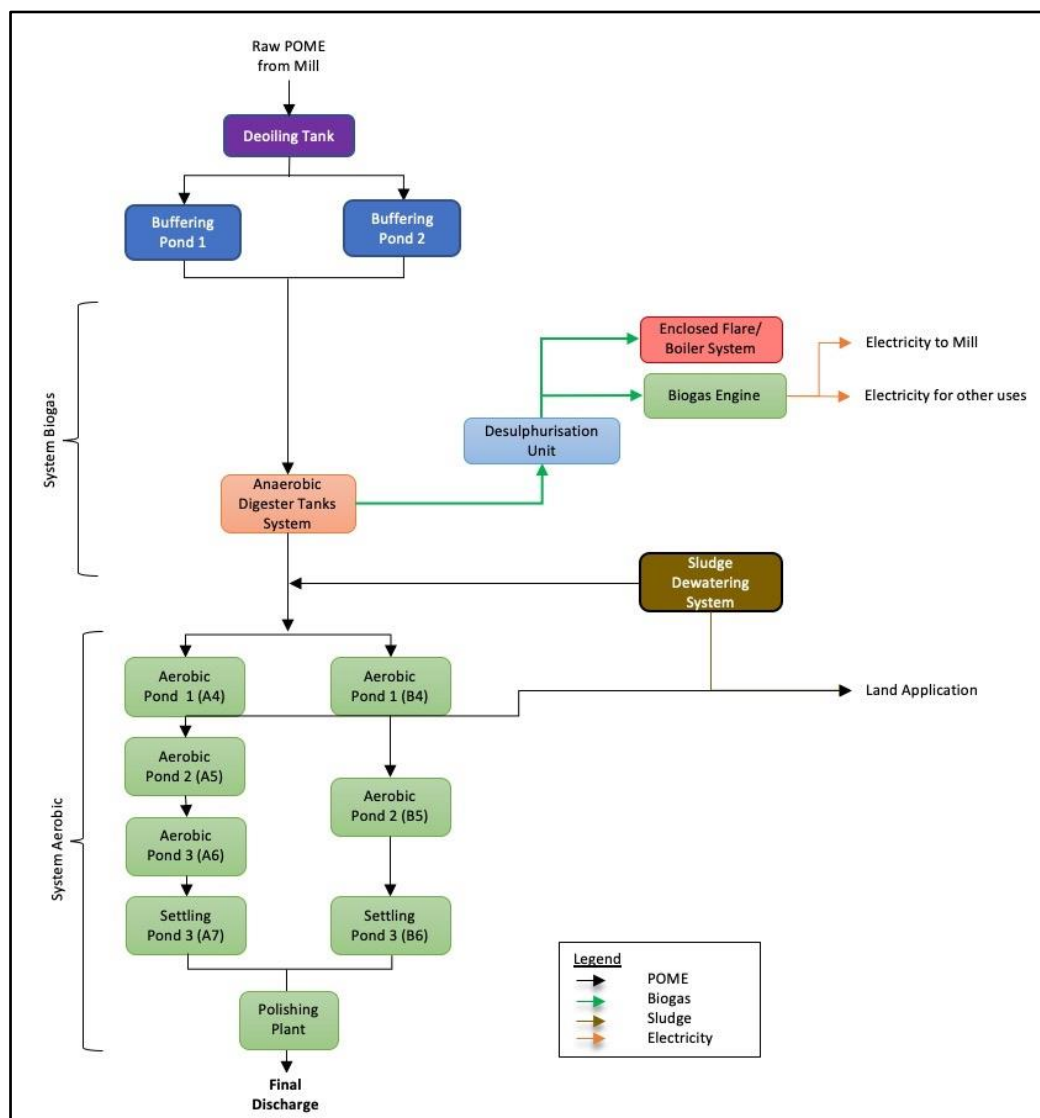 Raw POME
from Mill
Deoiling Tank
Buffering
Pond 1
Buffering
Pond 2
System Biogas
Enclosed Flare/
Boiler System
Electricity to Mill
Biogas Engine
Electricity for other uses
Desulphurisation
Unit
Anaerobic
Digester Tanks
System
Sludge
Dewatering
System
System Aerobic
Aerobic
Pond 1 (A4)
Aerobic
Pond 1 (B4)
Land Application
Aerobic
Pond 2 (A5)
Aerobic
Pond 2 (B5)
Aerobic
Pond 3 (A6)
Settling
Pond 3 (A7)
Settling
Pond 3 (B6)
Polishing
Plant
Final
Discharge
Legend
POME
Biogas
Sludge
Electricity